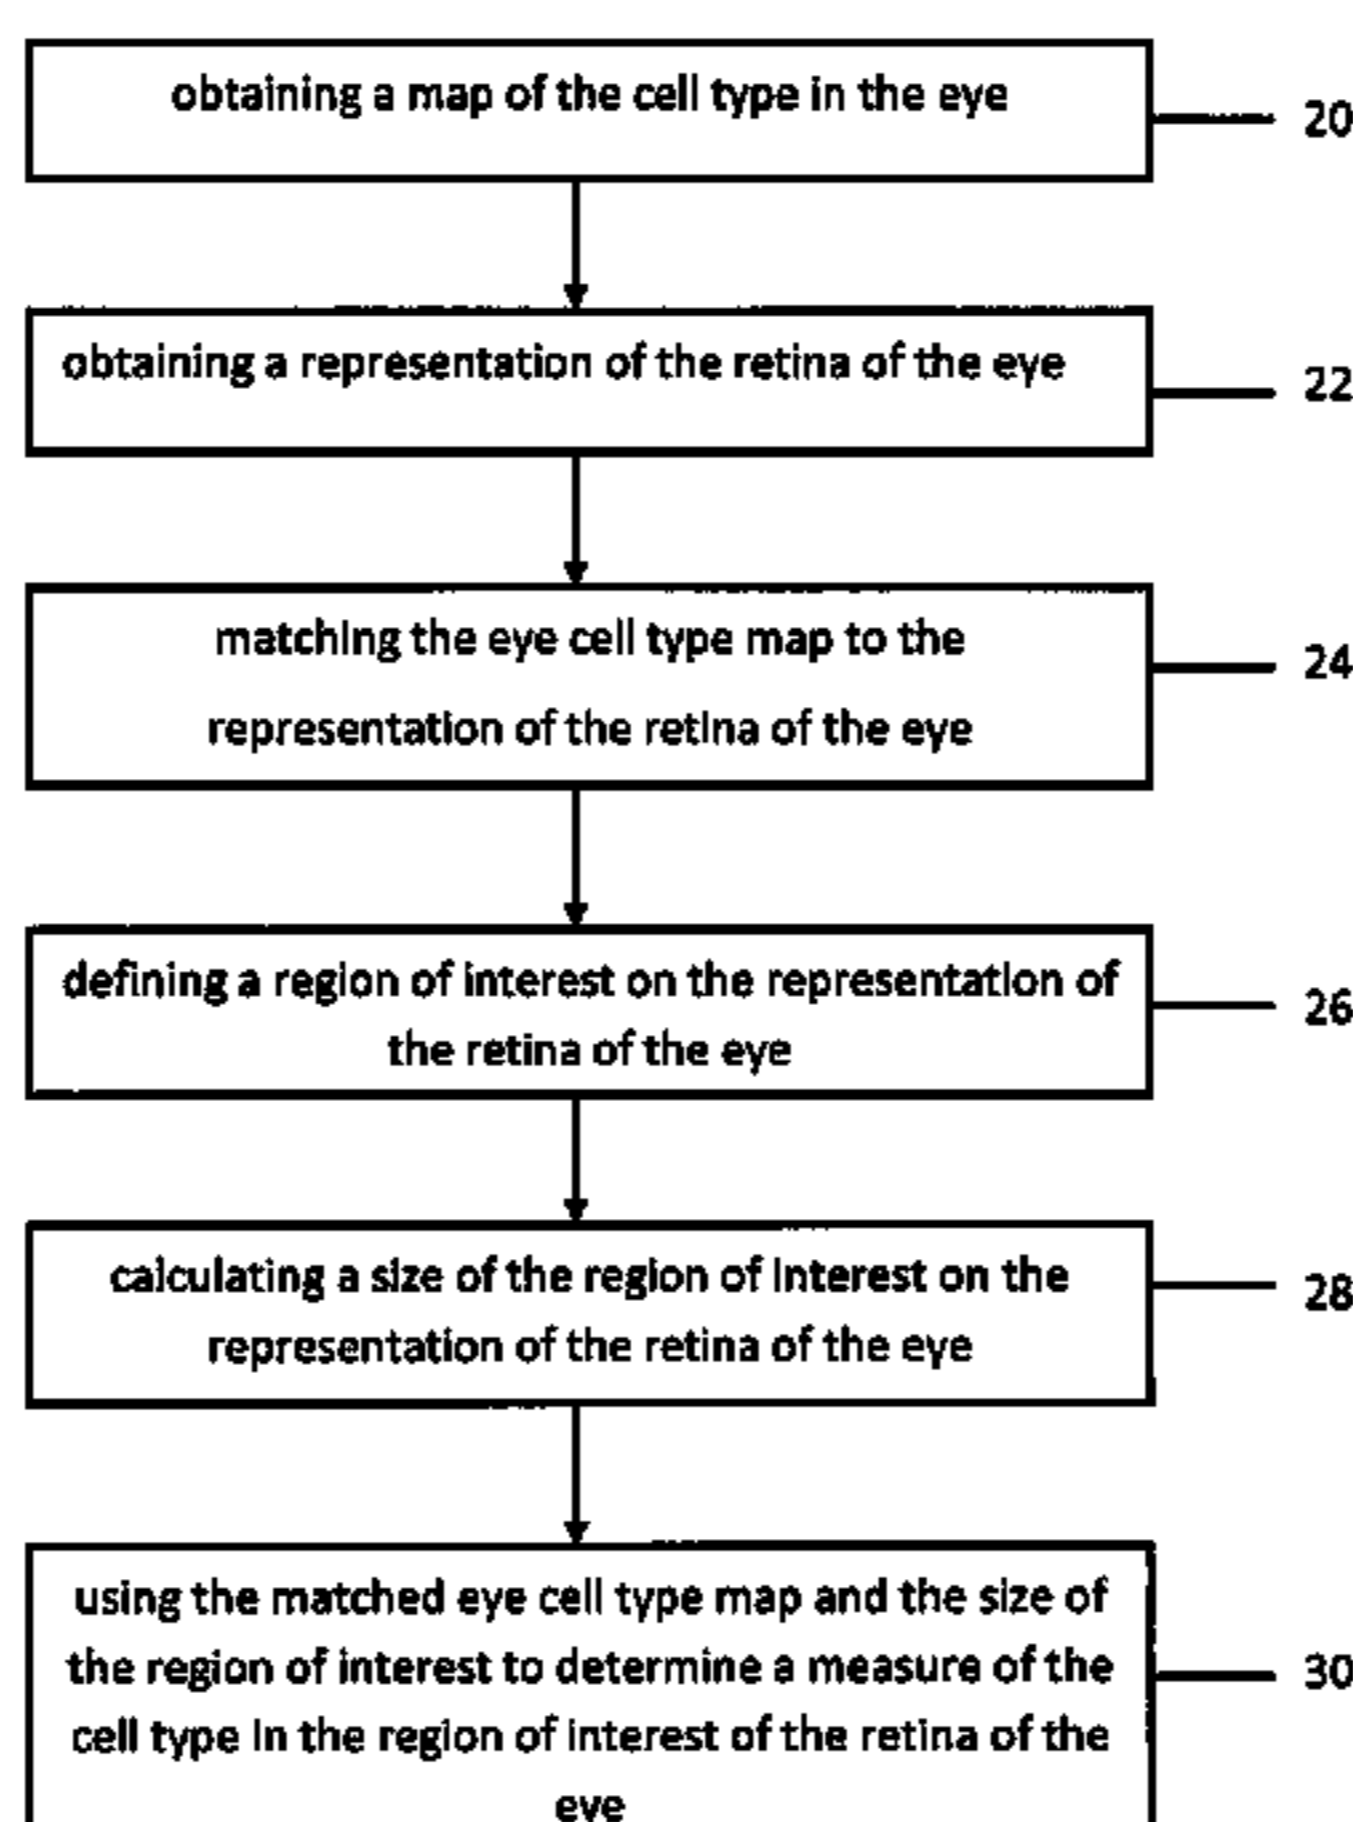 obtaining a map of the cell type in the eye
20
obtaining a representation of the retina of the eye
22
matching the eye cell type map to the
representation of the retina of the eye
24
defining a region of interest on the representation of
the retina of the eye
26
calculating a size of the region of interest on the
representation of the retina of the eye
28
using the matched eye cell type map and the size of
the region of interest to determine a measure of the
cell type in the region of interest of the retina of the
eye
30